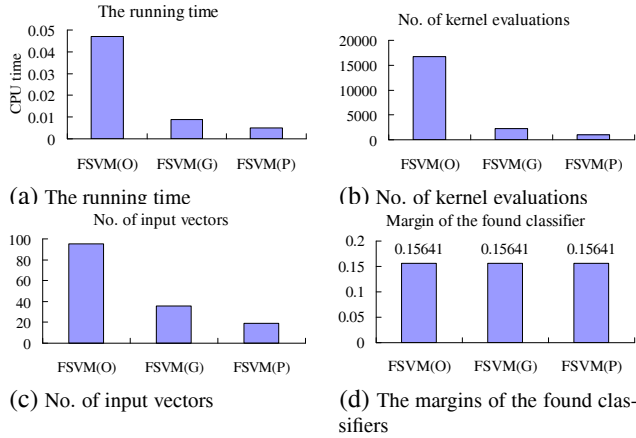 The running time
0.05
0.04
0.03
0.02
0.01
0
CPU time
FSVM(O) FSVM(G) FSVM(P)
(a) The running time
No. of kernel evaluations
20000
15000
10000
5000
0
FSVM(O) FSVM(G) FSVM(P)
(b) No. of kernel evaluations
No. of input vectors
100
80
60
40
20
0
FSVM(O) FSVM(G) FSVM(P)
(c) No. of input vectors
Margin of the found classifier
0.2
0.15
0.1
0.05
0
0.15641 0.15641 0.15641
FSVM(O) FSVM(G) FSVM(P)
(d) The margins of the found clas-
sifiers